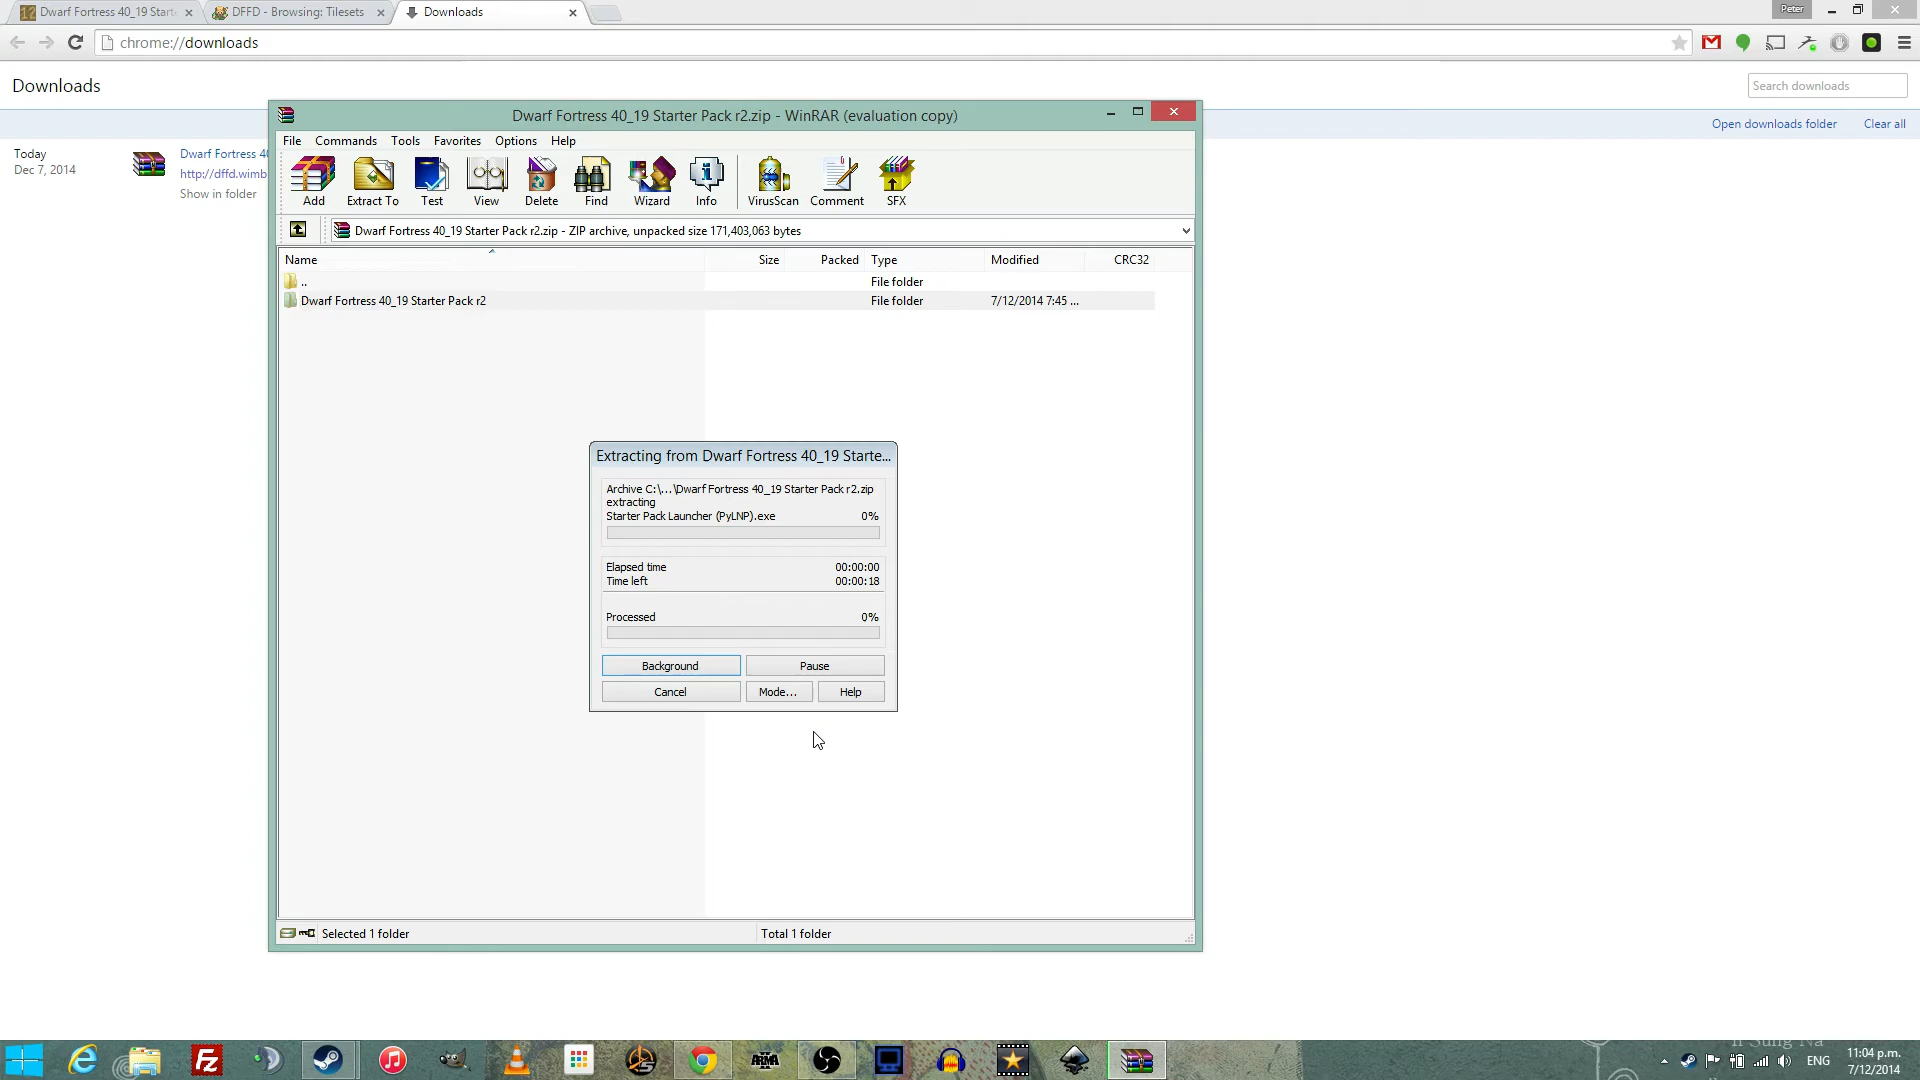 Dwarf Fortress 40_19 Starte
DFFD - Browsing: Tilesets
Downloads
Peter
chrome://downloads
Downloads
Search downloads
Open downloads folder
Clear all
Today
Dec 7, 2014
Dwarf Fortress 40
http://dffd.wimb
Show in folder
Dwarf Fortress 40_19 Starter Pack r2.zip - WinRAR (evaluation copy)
File Commands Tools Favorites Options Help
Add Extract To Test View Delete Find Wizard Info VirusScan Comment SFX
Dwarf Fortress 40_19 Starter Pack r2.zip - ZIP archive, unpacked size 171,403,063 bytes
Name Size Packed Type Modified CRC32
.. File folder
Dwarf Fortress 40_19 Starter Pack r2 File folder 7/12/2014 7:45 ...
Extracting from Dwarf Fortress 40_19 Starte...
Archive C:\...\Dwarf Fortress 40_19 Starter Pack r2.zip
extracting
Starter Pack Launcher (PyLNP).exe 0%
Elapsed time 00:00:00
Time left 00:00:18
Processed 0%
Background Pause
Cancel Mode... Help
Selected 1 folder
Total 1 folder
Il Sung Na
ARMA
ENG
11:04 p.m.
7/12/2014